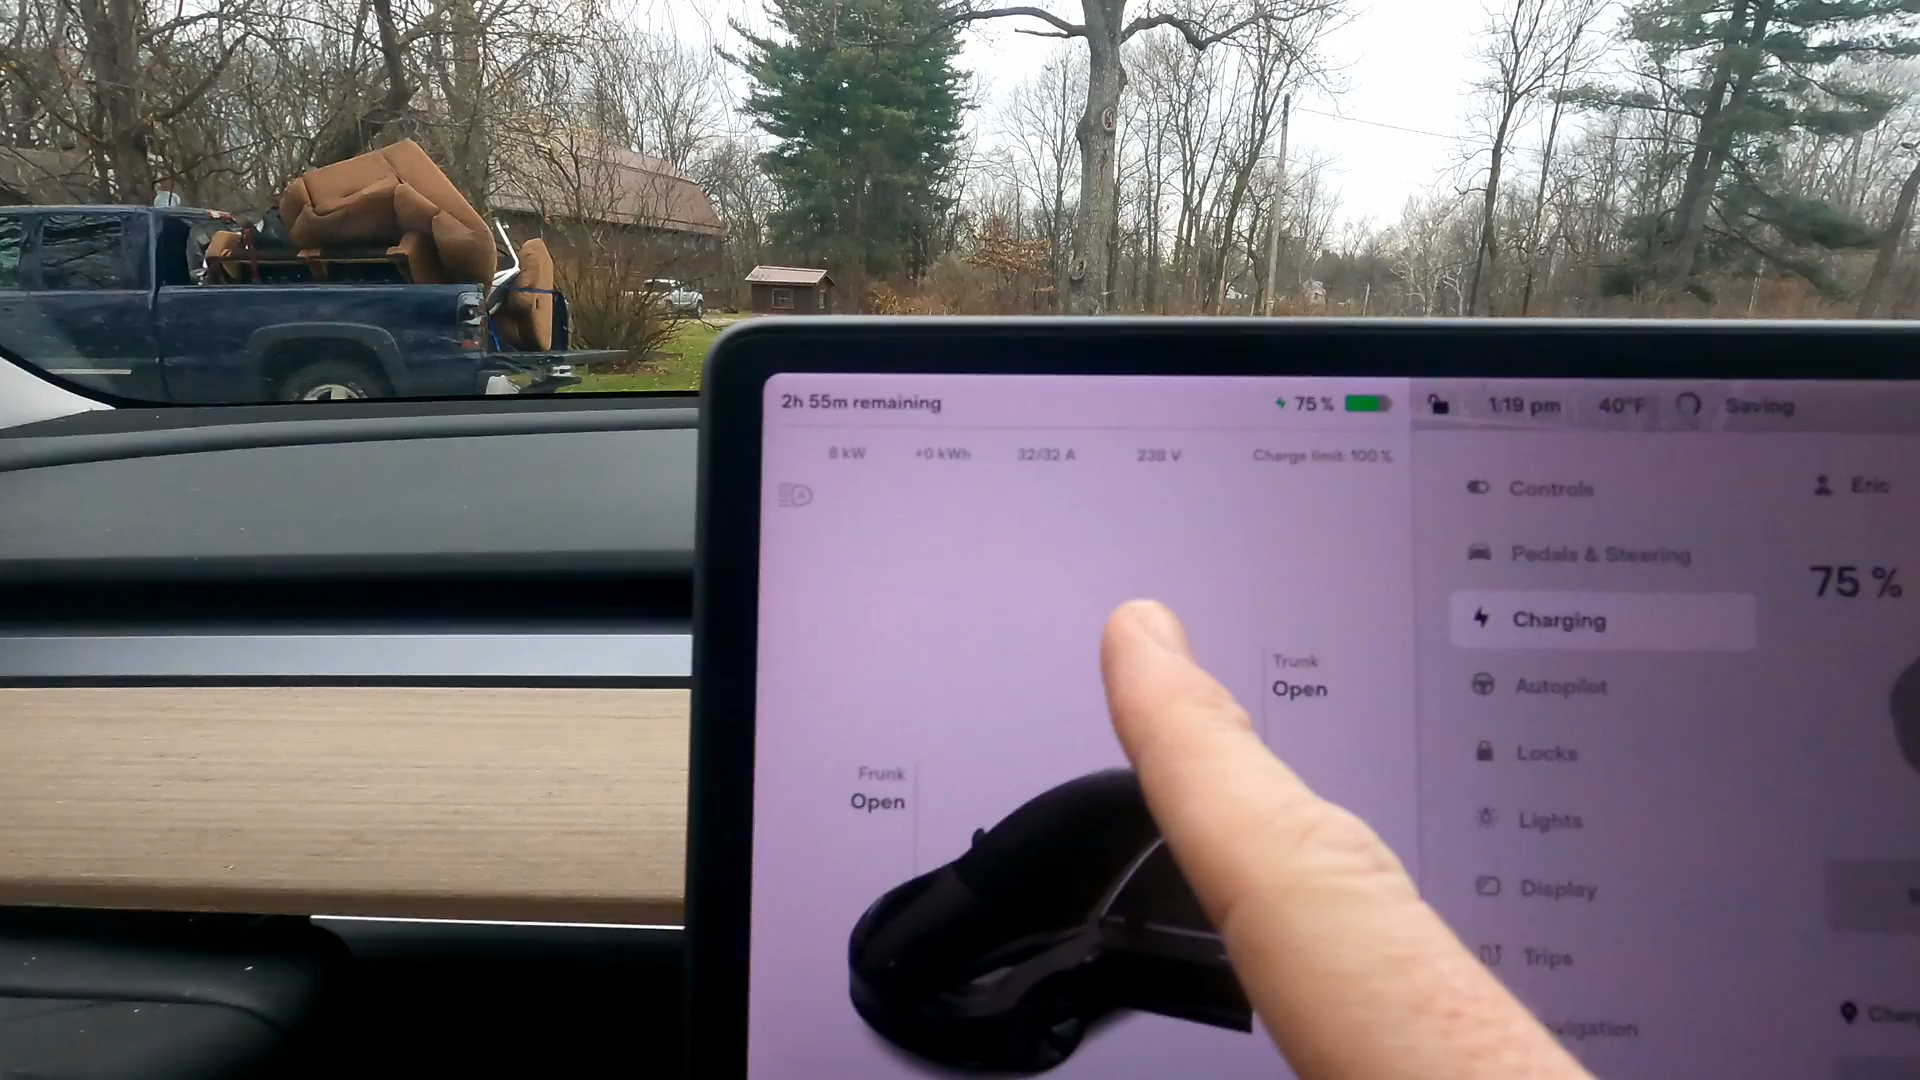 2h 55m remaining
75 %
1:19 pm
40°F
Saving
8 kW
+0 kWh
32/32 A
238 V
Charge limit: 100 %
Controls
Eric
Pedals & Steering
75 %
Charging
Trunk
Open
Autopilot
Locks
Frunk
Open
Lights
Display
Trips